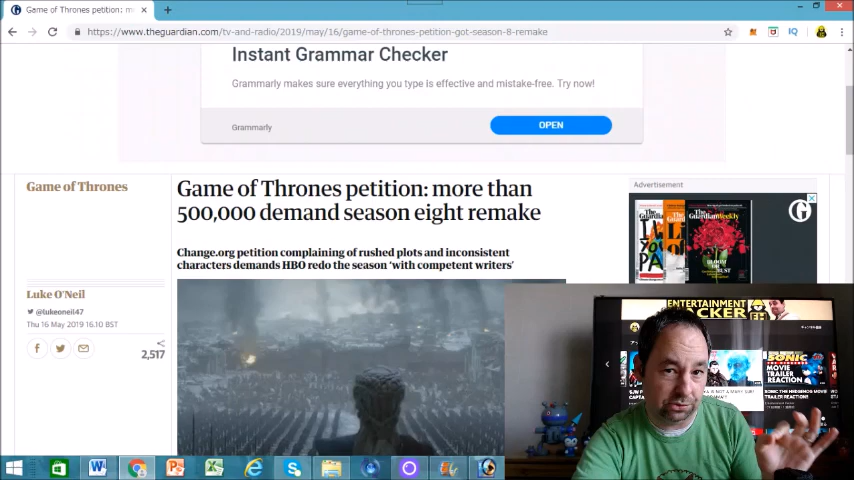 Game of Thrones petition: m
https://www.theguardian.com/tv-and-radio/2019/may/16/game-of-thrones-petition-got-season-8-remake
Instant Grammar Checker
Grammarly makes sure everything you type is effective and mistake-free. Try now!
Grammarly
OPEN
Game of Thrones
Game of Thrones petition: more than
500,000 demand season eight remake
Change.org petition complaining of rushed plots and inconsistent
characters demands HBO redo the season 'with competent writers'
Luke O'Neil
@lukeoneil47
Thu 16 May 2019 16.10 BST
2,517
Advertisement
The Guardian Weekly
ENTERTAINMENT
HACKER
EH
SONIC
MOVIE
TRAILER
REACTION